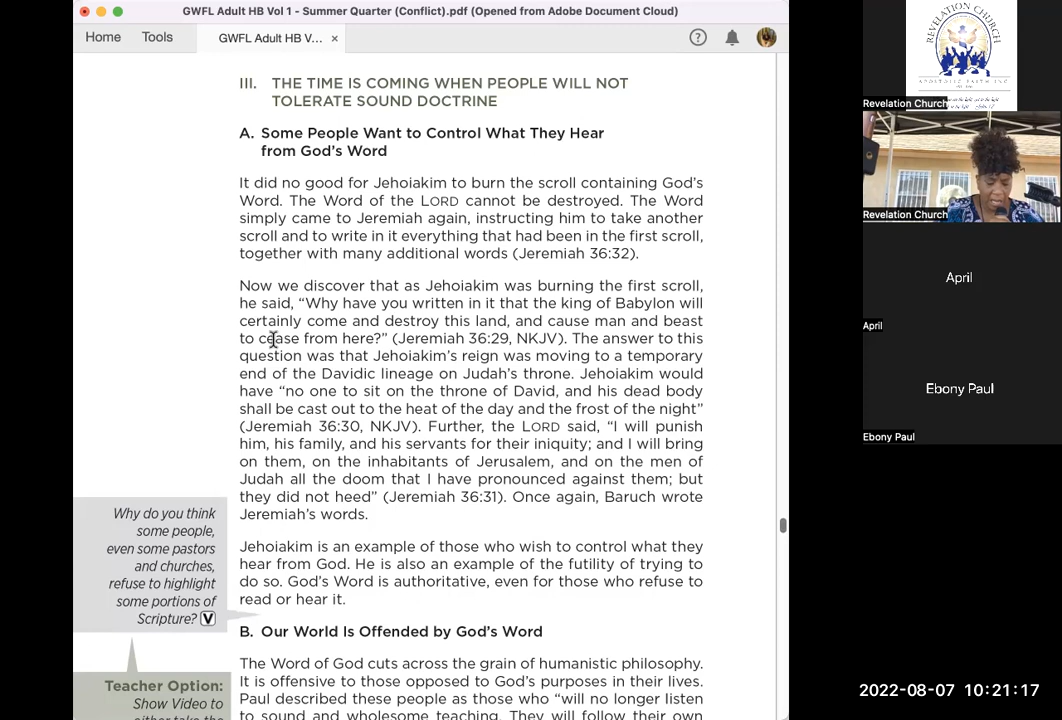 GWFL Adult HB Vol 1 - Summer Quarter (Conflict).pdf (Opened from Adobe Document Cloud)
Home Tools GWFL Adult HB V... ×
III. THE TIME IS COMING WHEN PEOPLE WILL NOT
TOLERATE SOUND DOCTRINE
A. Some People Want to Control What They Hear
from God's Word
It did no good for Jehoiakim to burn the scroll containing God's
Word. The Word of the LORD cannot be destroyed. The Word
simply came to Jeremiah again, instructing him to take another
scroll and to write in it everything that had been in the first scroll,
together with many additional words (Jeremiah 36:32).
Now we discover that as Jehoiakim was burning the first scroll,
he said, “Why have you written in it that the king of Babylon will
certainly come and destroy this land, and cause man and beast
to cease from here?” (Jeremiah 36:29, NKJV). The answer to this
question was that Jehoiakim's reign was moving to a temporary
end of the Davidic lineage on Judah's throne. Jehoiakim would
have “no one to sit on the throne of David, and his dead body
shall be cast out to the heat of the day and the frost of the night”
(Jeremiah 36:30, NKJV). Further, the LORD said, “I will punish
him, his family, and his servants for their iniquity; and I will bring
on them, on the inhabitants of Jerusalem, and on the men of
Judah all the doom that I have pronounced against them; but
they did not heed” (Jeremiah 36:31). Once again, Baruch wrote
Jeremiah's words.
Jehoiakim is an example of those who wish to control what they
hear from God. He is also an example of the futility of trying to
do so. God's Word is authoritative, even for those who refuse to
read or hear it.
B. Our World Is Offended by God's Word
The Word of God cuts across the grain of humanistic philosophy.
It is offensive to those opposed to God's purposes in their lives.
Paul described these people as those who “will no longer listen
to sound and wholesome teaching. They will follow their own
Why do you think
some people,
even some pastors
and churches,
refuse to highlight
some portions of
Scripture? V
Teacher Option:
Show Video to
either take the
REVELATION CHURCH
APOSTOLIC FAITH INC
Revelation Church
Revelation Church
April
April
Ebony Paul
Ebony Paul
2022-08-07 10:21:17